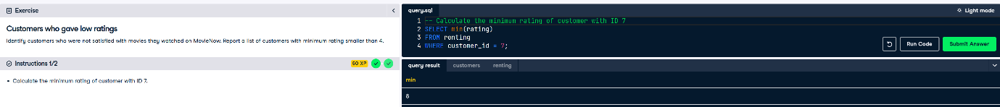 Exercise
Customers who gave low ratings
Identify customers who were not satisfied with movies they watched on MovieNow. Report a list of customers with minimum rating smaller than 4.
Instructions 1/2
50 XP
• Calculate the minimum rating of customer with ID 7.
query.sql
Light mode
1 -- Calculate the minimum rating of customer with ID 7
2 SELECT min(rating)
3 FROM renting
4 WHERE customer_id = 7;
Run Code
Submit Answer
query result
customers
renting
min
8